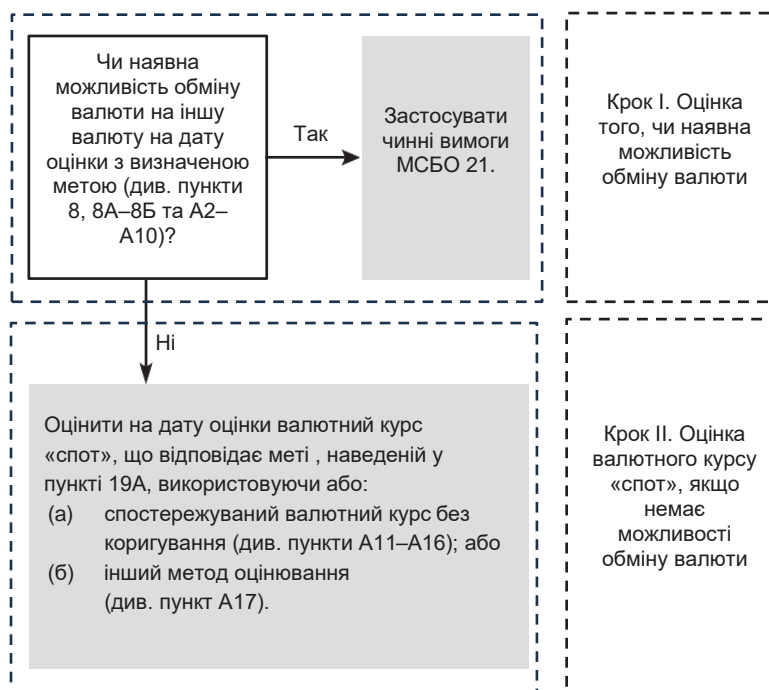 Чи наявна
можливість обміну
валюти на іншу
валюту на дату
оцінки з визначеною
метою (див. пункти
8, 8А–8Б та А2–
А10)?
Так
Застосувати
чинні вимоги
МСБО 21.
Крок I. Оцінка
того, чи наявна
можливість
обміну валюти
Ні
Оцінити на дату оцінки валютний курс
«спот», що відповідає меті , наведеній у
пункті 19А, використовуючи або:
(а) спостережуваний валютний курс без
коригування (див. пункти А11–А16); або
(б) інший метод оцінювання
(див. пункт А17).
Крок II. Оцінка
валютного курсу
«спот», якщо
немає
можливості
обміну валюти